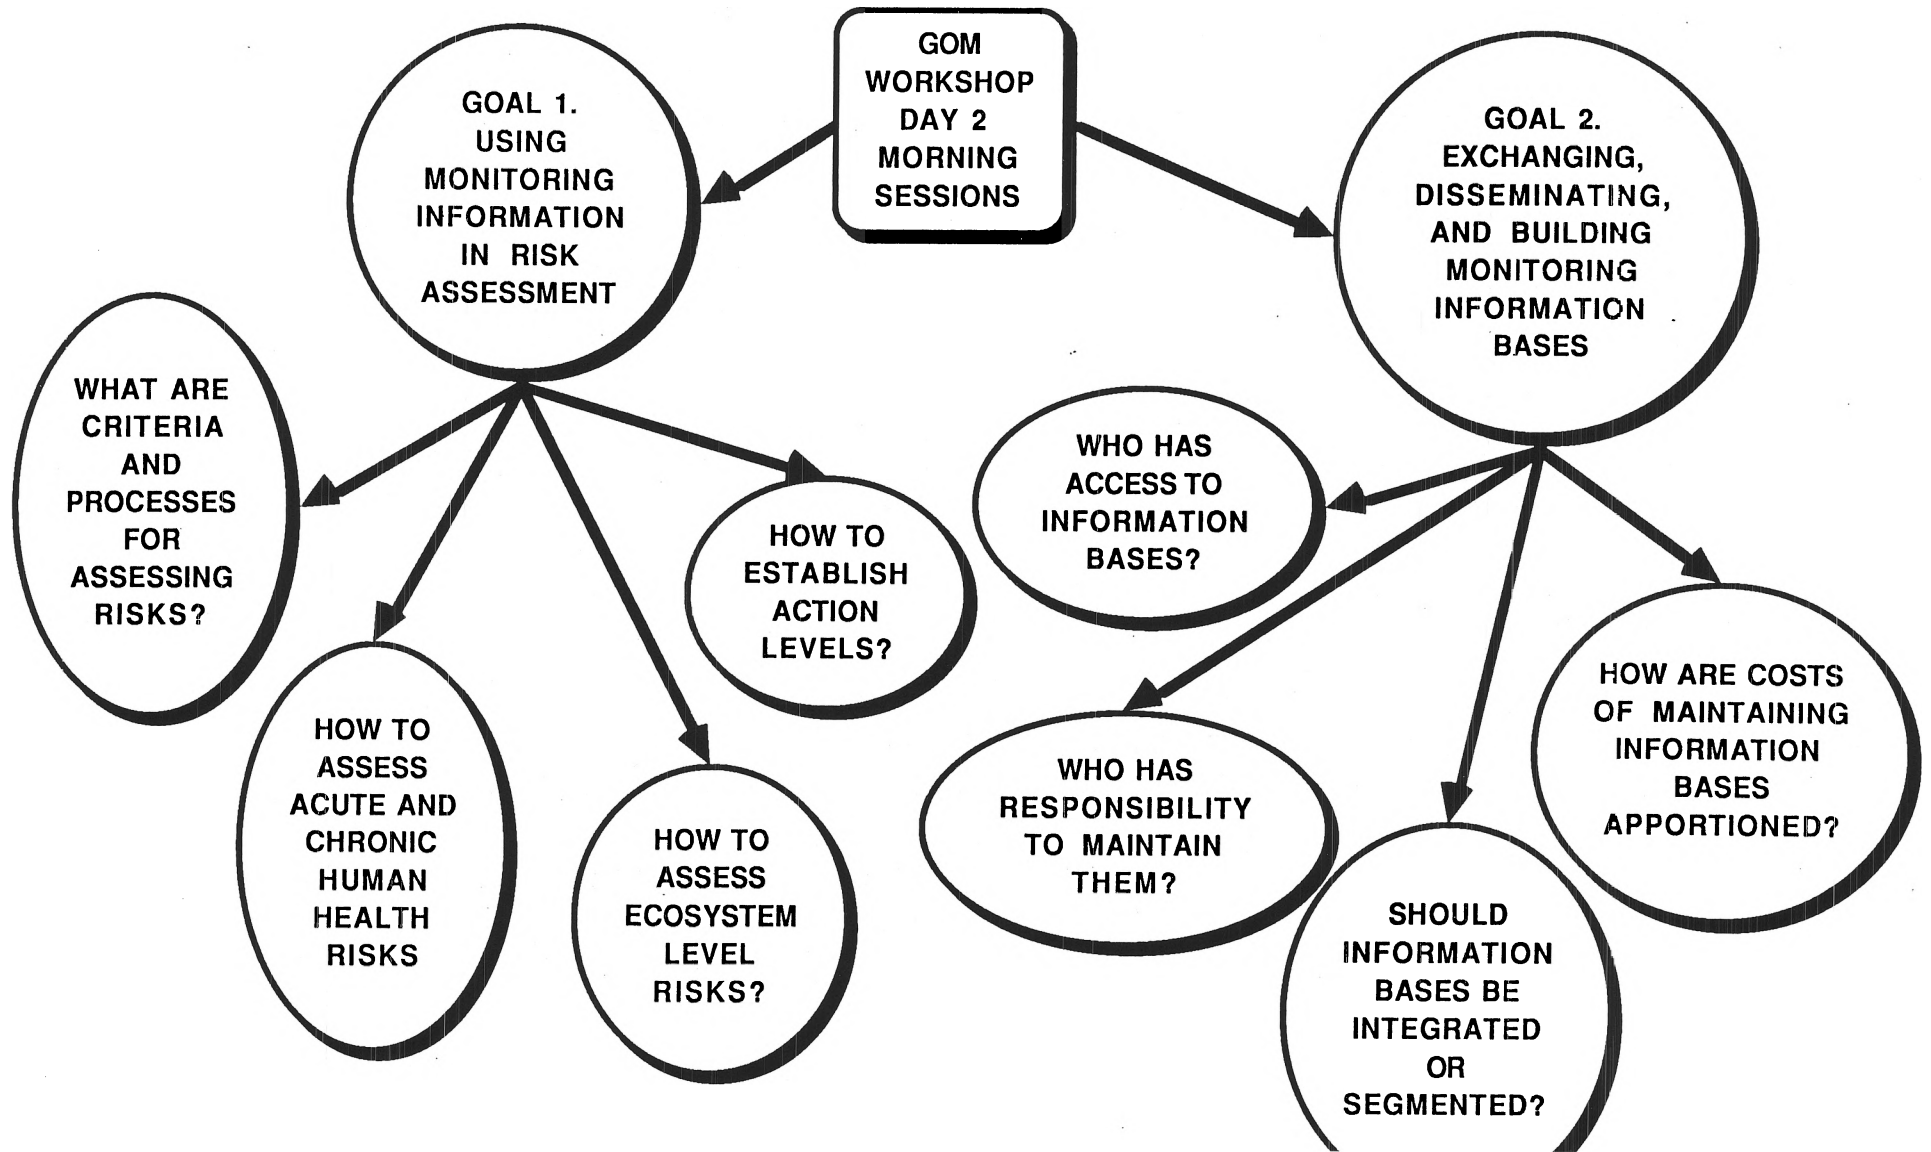 GOM
WORKSHOP
DAY 2
MORNING
SESSIONS
GOAL 1.
USING
MONITORING
INFORMATION
IN RISK
ASSESSMENT
GOAL 2.
EXCHANGING,
DISSEMINATING,
AND BUILDING
MONITORING
INFORMATION
BASES
WHAT ARE
CRITERIA
AND
PROCESSES
FOR
ASSESSING
RISKS?
HOW TO
ASSESS
ACUTE AND
CHRONIC
HUMAN
HEALTH
RISKS
HOW TO
ASSESS
ECOSYSTEM
LEVEL
RISKS?
HOW TO
ESTABLISH
ACTION
LEVELS?
WHO HAS
ACCESS TO
INFORMATION
BASES?
WHO HAS
RESPONSIBILITY
TO MAINTAIN
THEM?
SHOULD
INFORMATION
BASES BE
INTEGRATED
OR
SEGMENTED?
HOW ARE COSTS
OF MAINTAINING
INFORMATION
BASES
APPORTIONED?